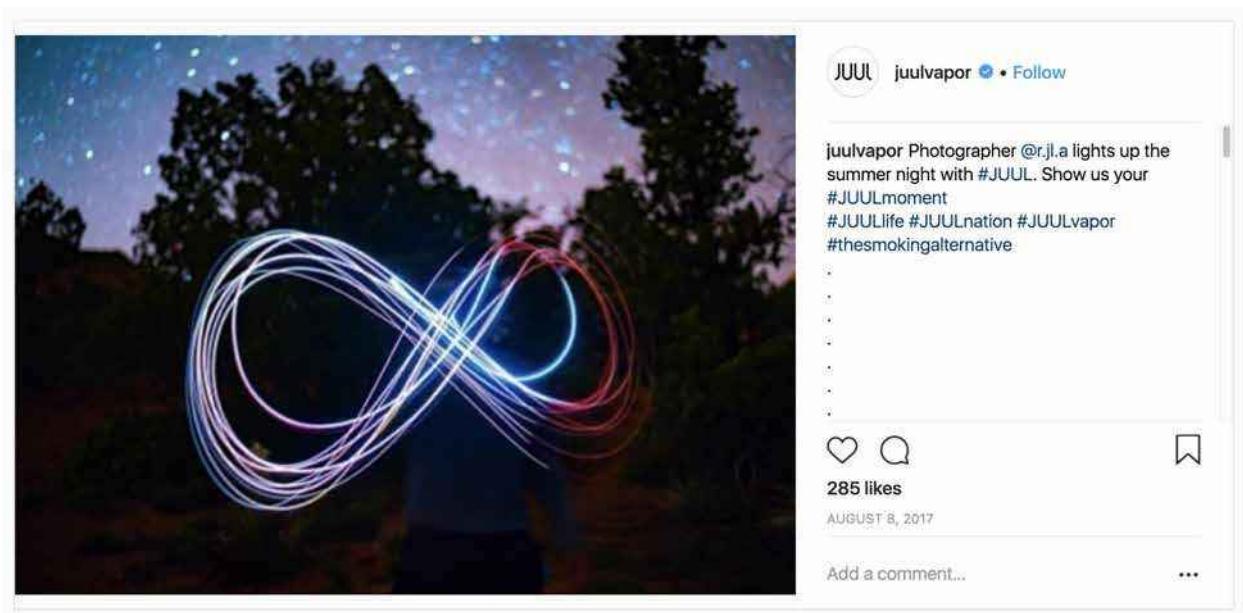 JUUL juulvapor • Follow
juulvapor Photographer @r.jl.a lights up the
summer night with #JUUL. Show us your
#JUULmoment
#JUULlife #JUULnation #JUULvapor
#thesmokingalternative
.
.
.
.
.
.
.
285 likes
AUGUST 8, 2017
Add a comment...